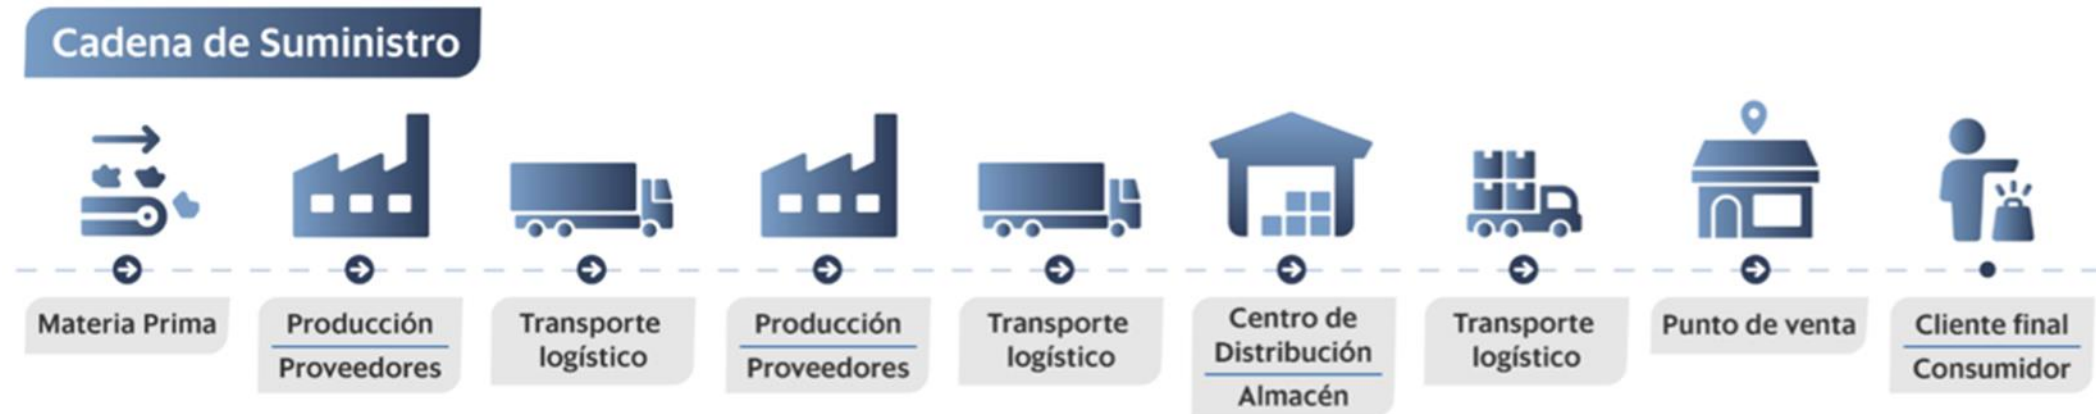 Cadena de Suministro
Materia Prima
Producción
Proveedores
Transporte
logístico
Producción
Proveedores
Transporte
logístico
Centro de
Distribución
Almacén
Transporte
logístico
Punto de venta
Cliente final
Consumidor